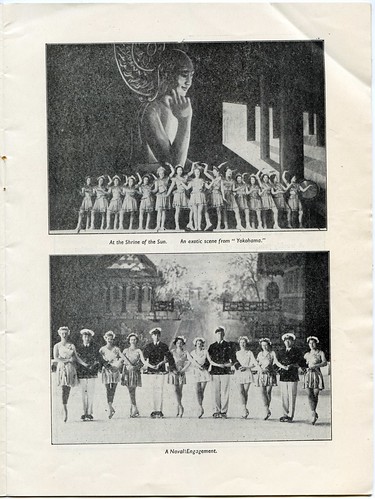 At the Shrine of the Sun. An exotic scene from "Yokohama."
A Naval Engagement.